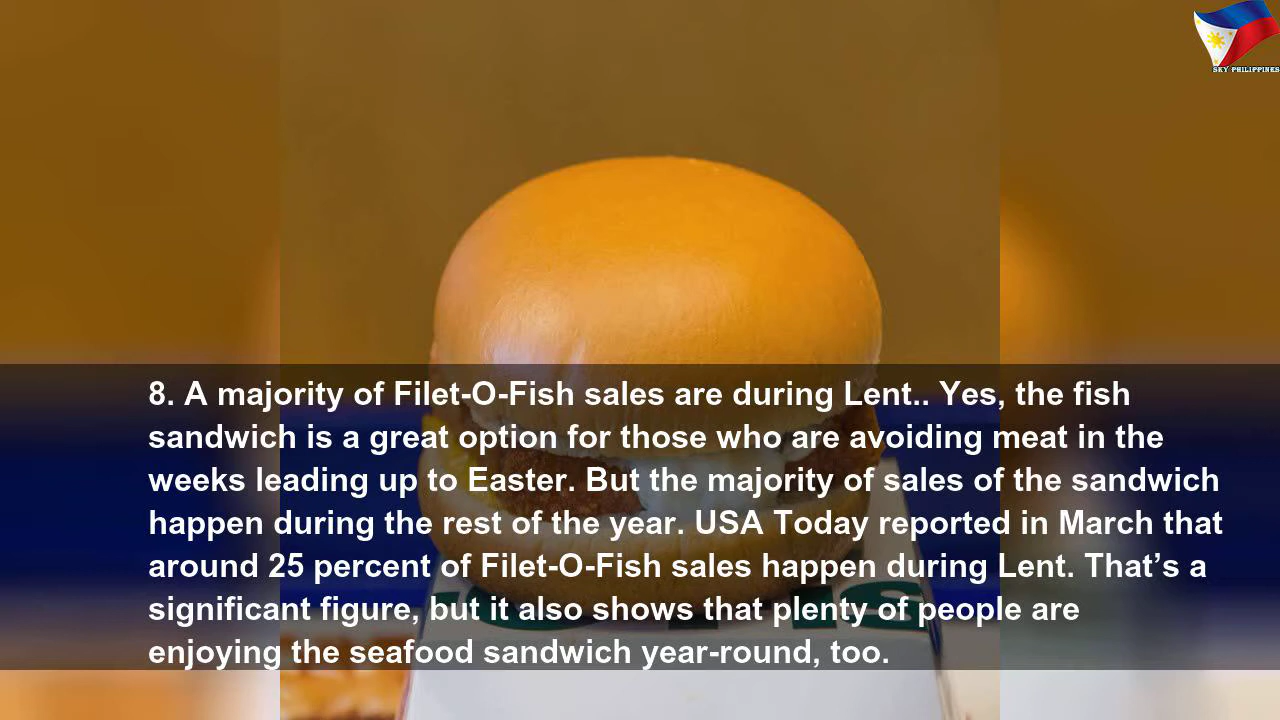 SKY PHILIPPINES
8. A majority of Filet-O-Fish sales are during Lent.. Yes, the fish
sandwich is a great option for those who are avoiding meat in the
weeks leading up to Easter. But the majority of sales of the sandwich
happen during the rest of the year. USA Today reported in March that
around 25 percent of Filet-O-Fish sales happen during Lent. That’s a
significant figure, but it also shows that plenty of people are
enjoying the seafood sandwich year-round, too.